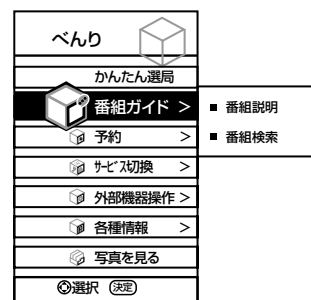 べんり
かんたん選局
番組ガイド >
■ 番組説明
■ 番組検索
予約 >
サービス切換 >
外部機器操作 >
各種情報 >
写真を見る
選択 決定